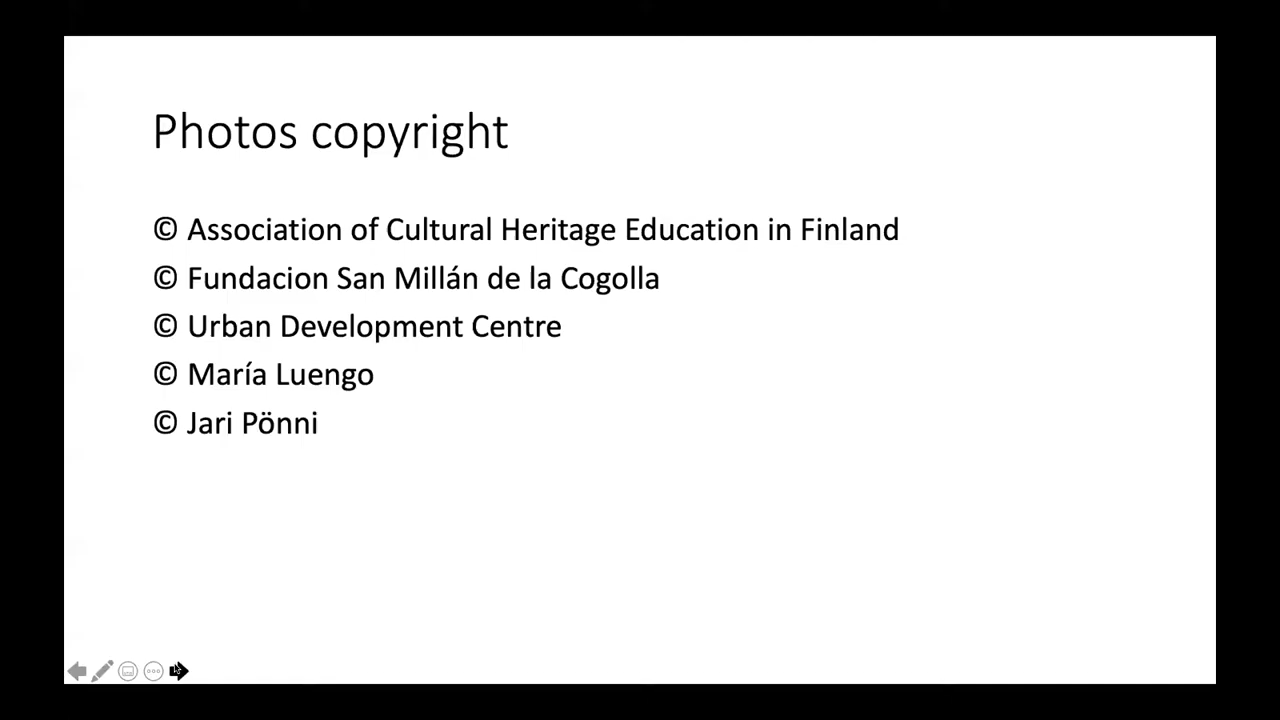 Photos copyright
© Association of Cultural Heritage Education in Finland
© Fundacion San Millán de la Cogolla
© Urban Development Centre
© María Luengo
© Jari Pönni